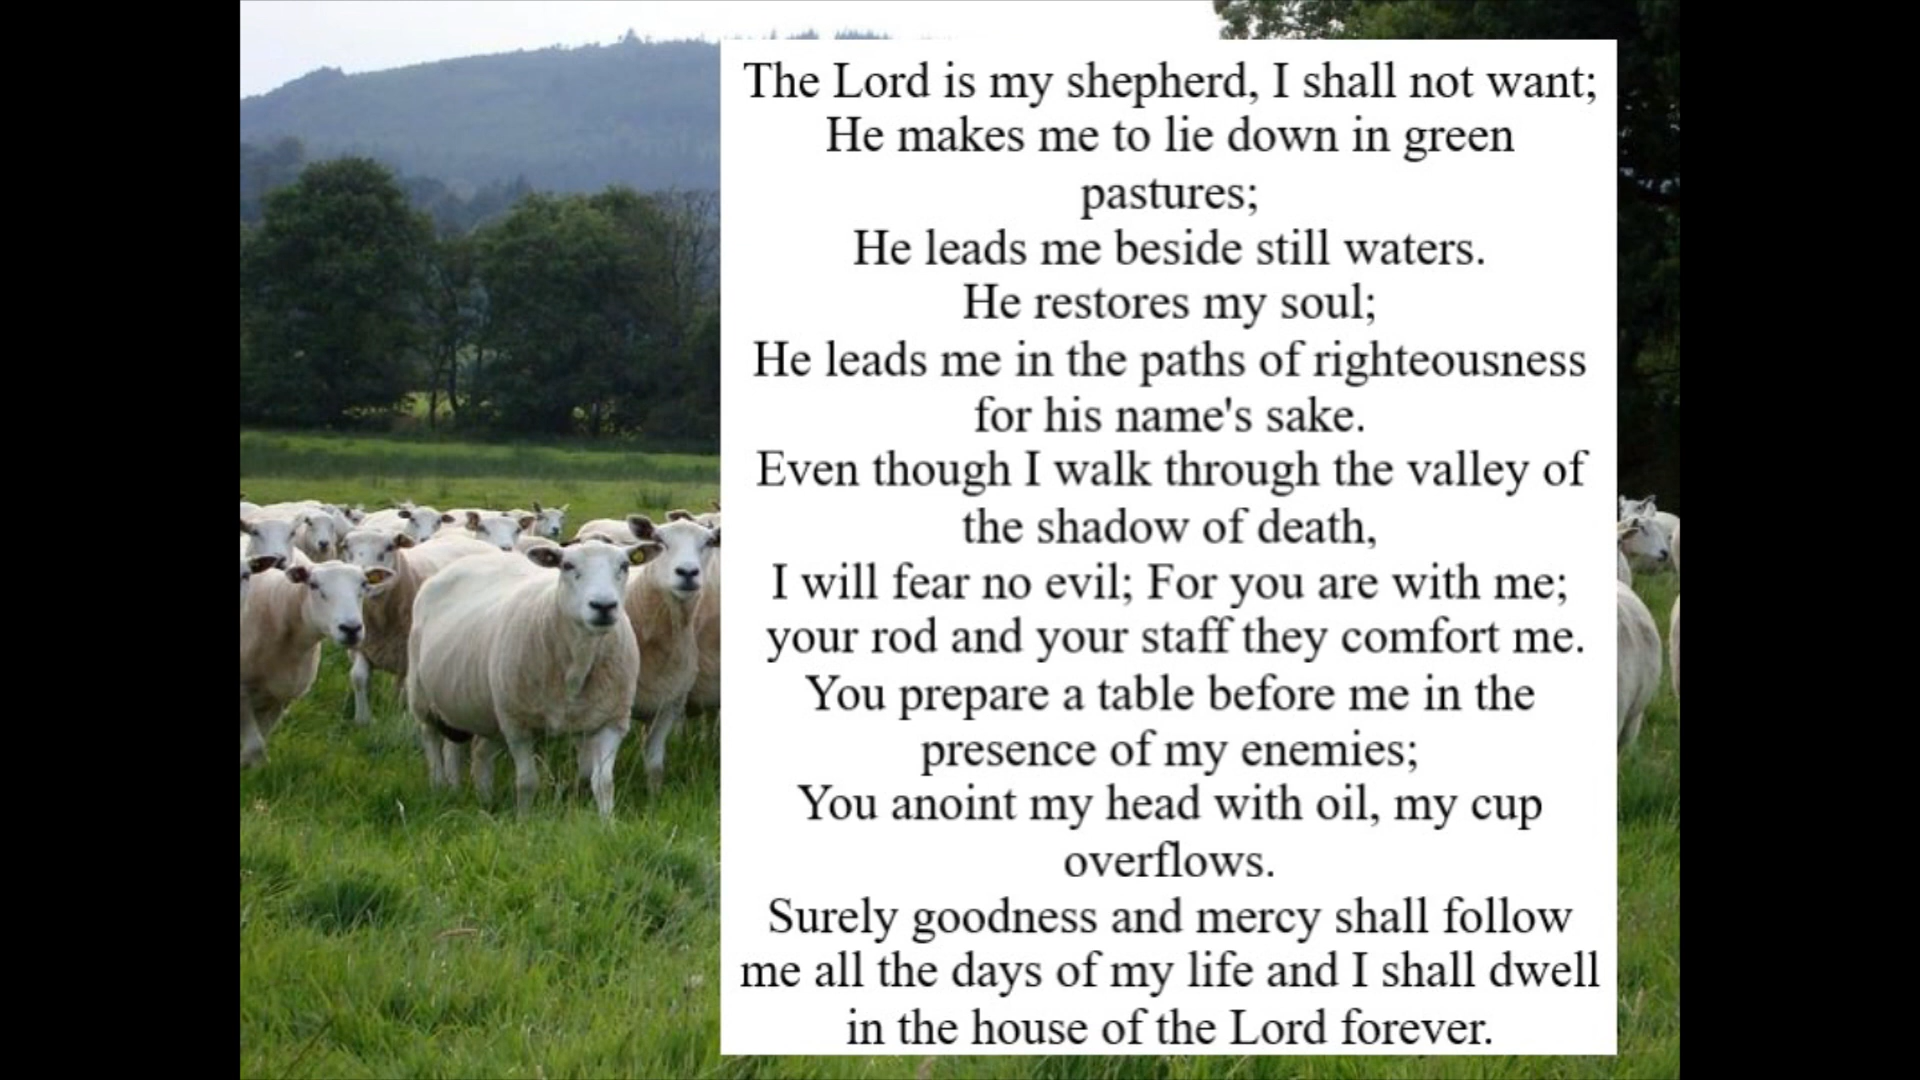 The Lord is my shepherd, I shall not want;
He makes me to lie down in green
pastures;
He leads me beside still waters.
He restores my soul;
He leads me in the paths of righteousness
for his name's sake.
Even though I walk through the valley of
the shadow of death,
I will fear no evil; For you are with me;
your rod and your staff they comfort me.
You prepare a table before me in the
presence of my enemies;
You anoint my head with oil, my cup
overflows.
Surely goodness and mercy shall follow
me all the days of my life and I shall dwell
in the house of the Lord forever.